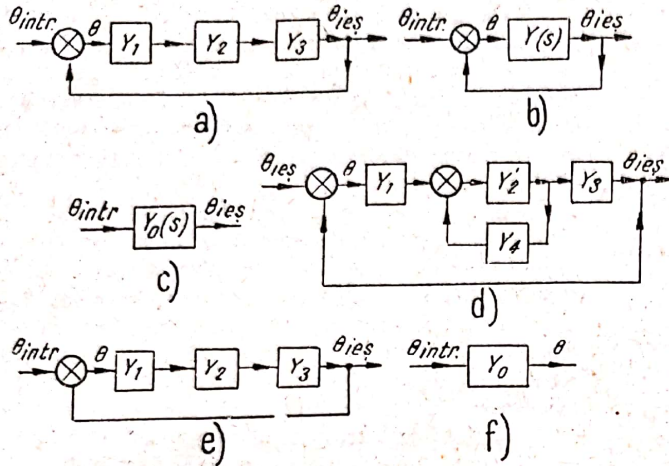 θintr. θ Y1 Y2 Y3 θieș
a)
θintr. θ Y(s) θieș
b)
θintr Y0(s) θieș
c)
θieș θ Y1 Y2' Y3 θieș
Y4
d)
θintr θ Y1 Y2 Y3 θieș
e)
θintr. Y0 θ
f)